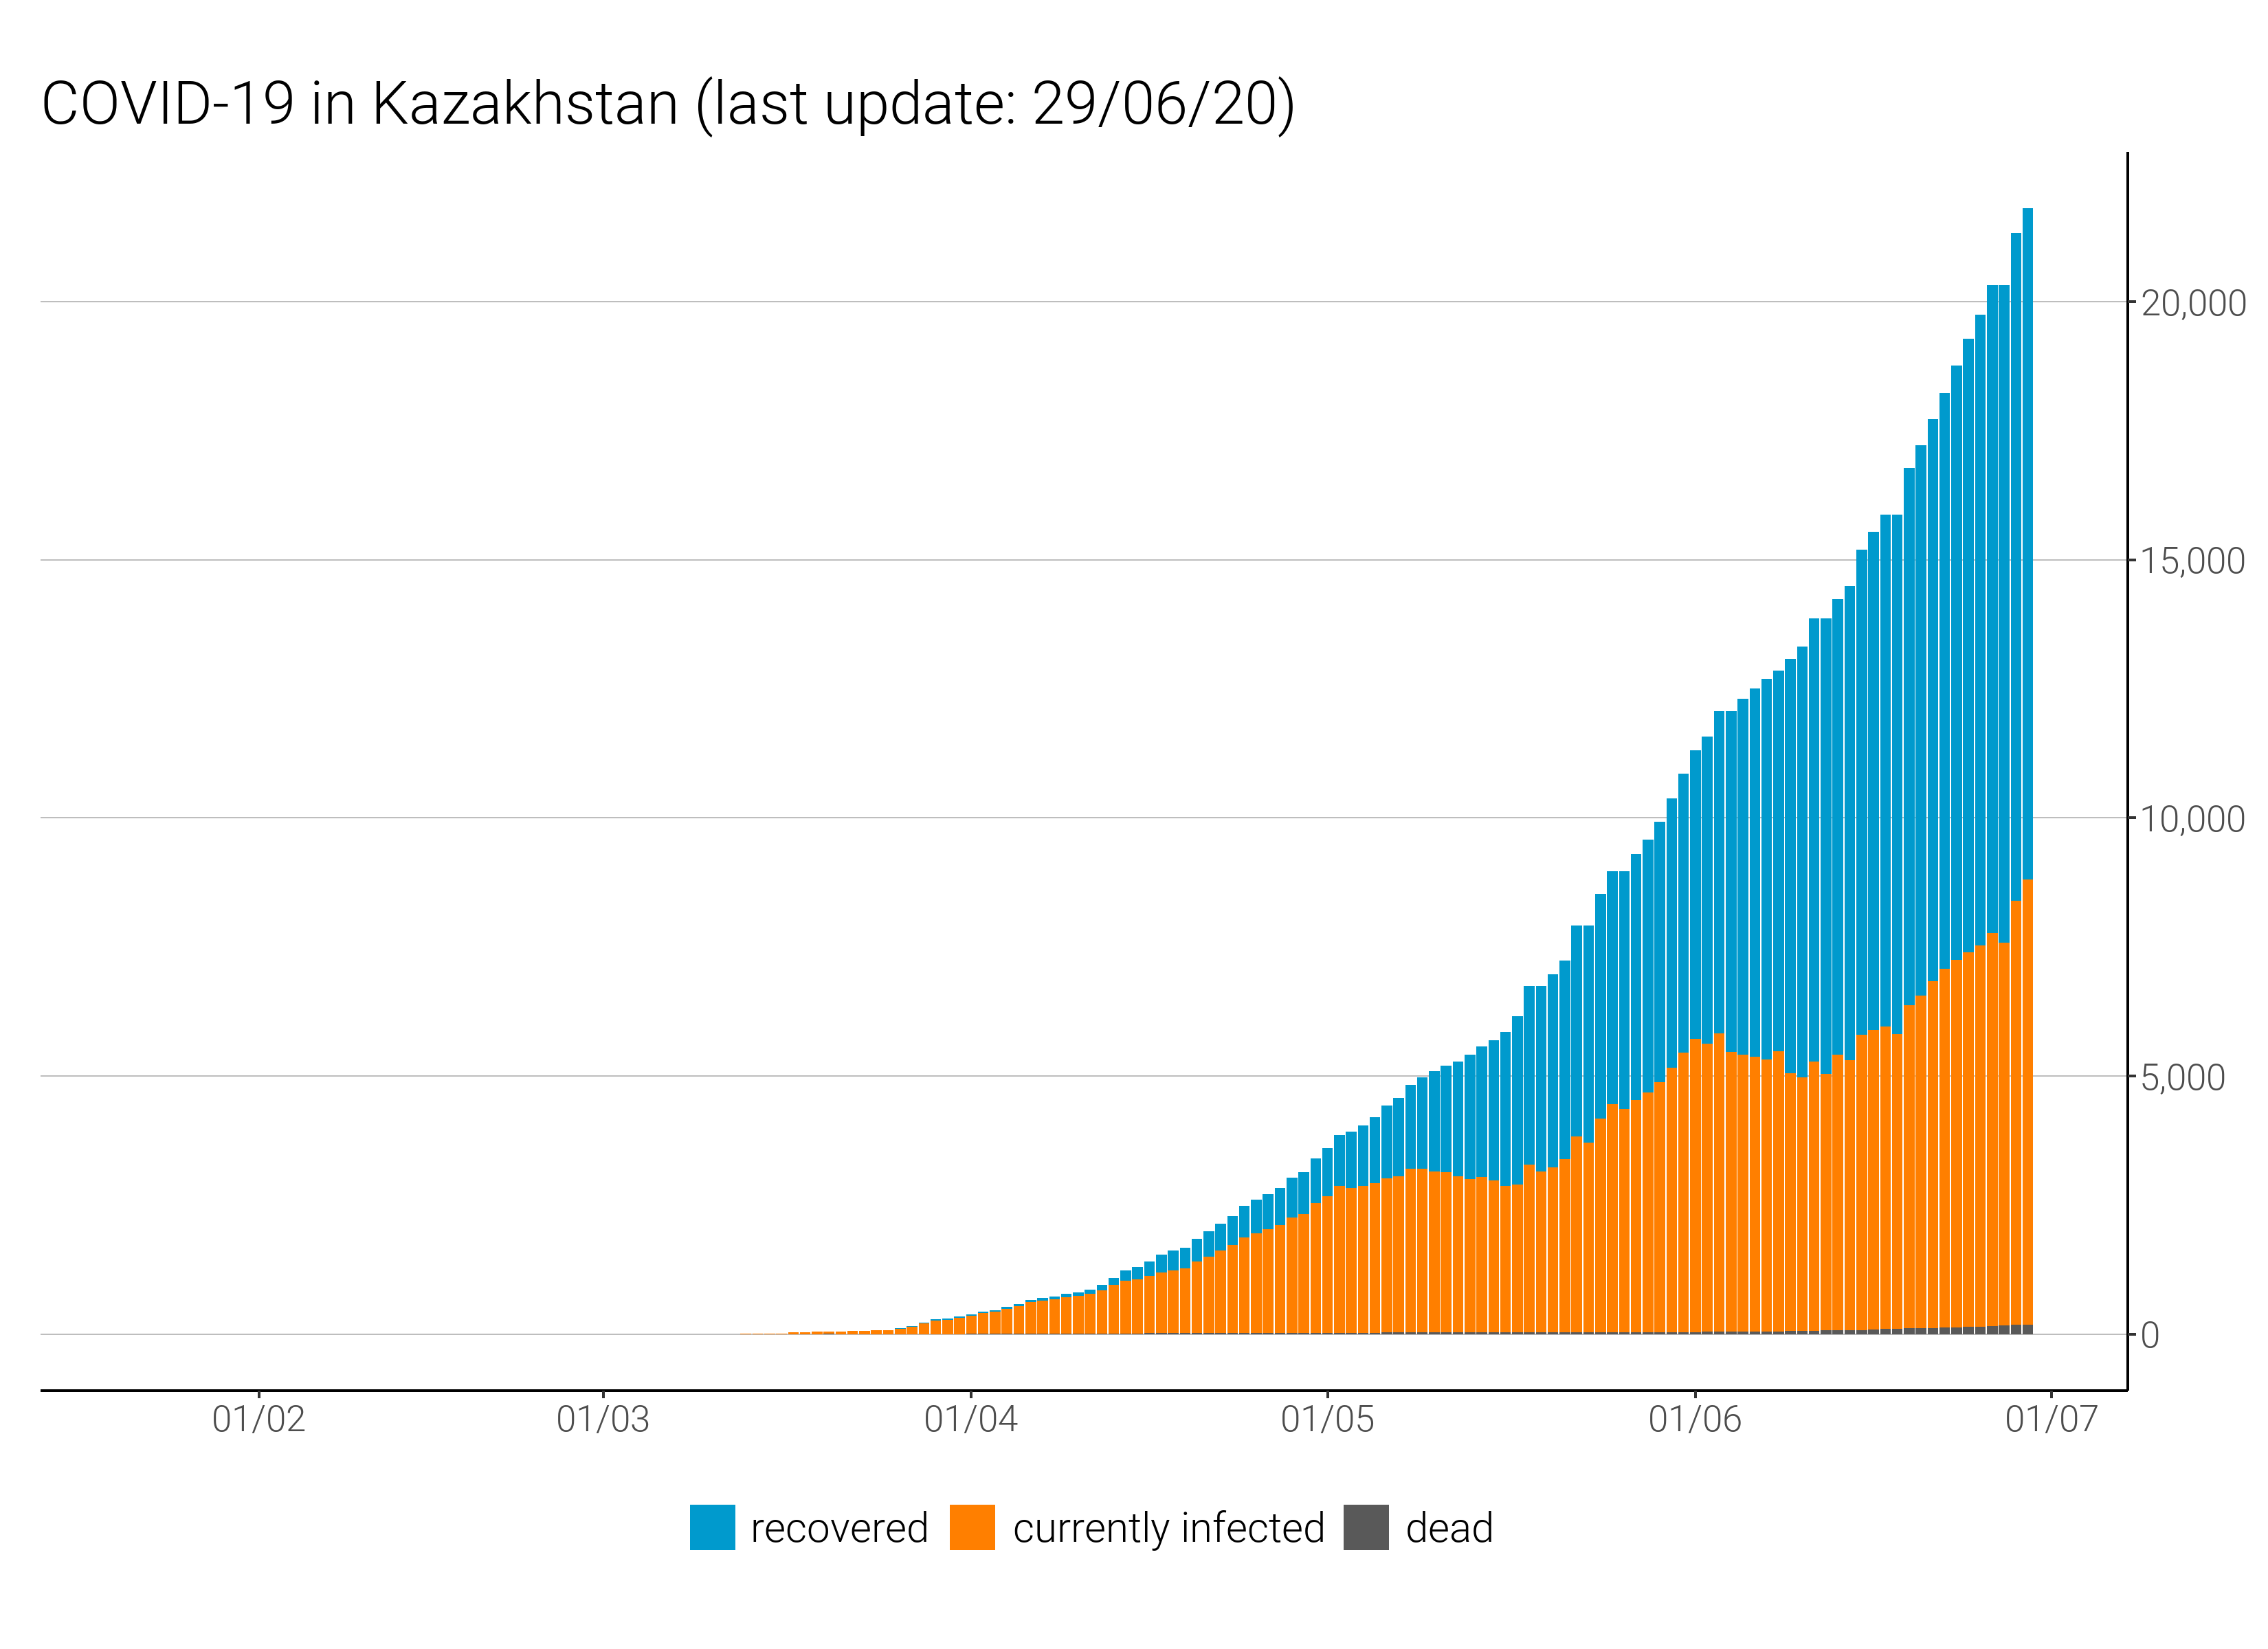 COVID-19 in Kazakhstan (last update: 29/06/20)
20,000
15,000
10,000
5,000
0
01/02 01/03 01/04 01/05 01/06 01/07
recovered currently infected dead